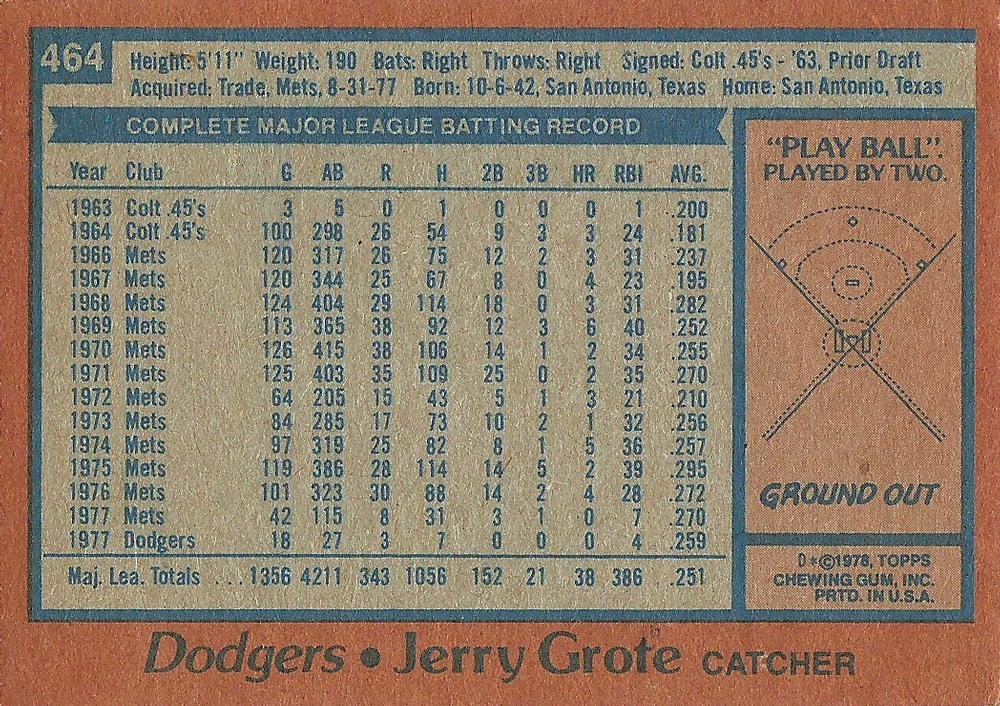 464
Height: 5'11" Weight: 190 Bats: Right Throws: Right Signed: Colt .45's - '63, Prior Draft
Acquired: Trade, Mets, 8-31-77 Born: 10-6-42, San Antonio, Texas Home: San Antonio, Texas
COMPLETE MAJOR LEAGUE BATTING RECORD
Year Club G AB R H 2B 3B HR RBI AVG.
1963 Colt .45's 3 5 0 1 0 0 0 1 .200
1964 Colt .45's 100 298 26 54 9 3 3 24 .181
1966 Mets 120 317 26 75 12 2 3 31 .237
1967 Mets 120 344 25 67 8 0 4 23 .195
1968 Mets 124 404 29 114 18 0 3 31 .282
1969 Mets 113 365 38 92 12 3 6 40 .252
1970 Mets 126 415 38 106 14 1 2 34 .255
1971 Mets 125 403 35 109 25 0 2 35 .270
1972 Mets 64 205 15 43 5 1 3 21 .210
1973 Mets 84 285 17 73 10 2 1 32 .256
1974 Mets 97 319 25 82 8 1 5 36 .257
1975 Mets 119 386 28 114 14 5 2 39 .295
1976 Mets 101 323 30 88 14 2 4 28 .272
1977 Mets 42 115 8 31 3 1 0 7 .270
1977 Dodgers 18 27 3 7 0 0 0 4 .259
Maj. Lea. Totals ... 1356 4211 343 1056 152 21 38 386 .251
"PLAY BALL".
PLAYED BY TWO.
GROUND OUT
D*©1978, TOPPS
CHEWING GUM, INC.
PRTD. IN U.S.A.
Dodgers • Jerry Grote CATCHER